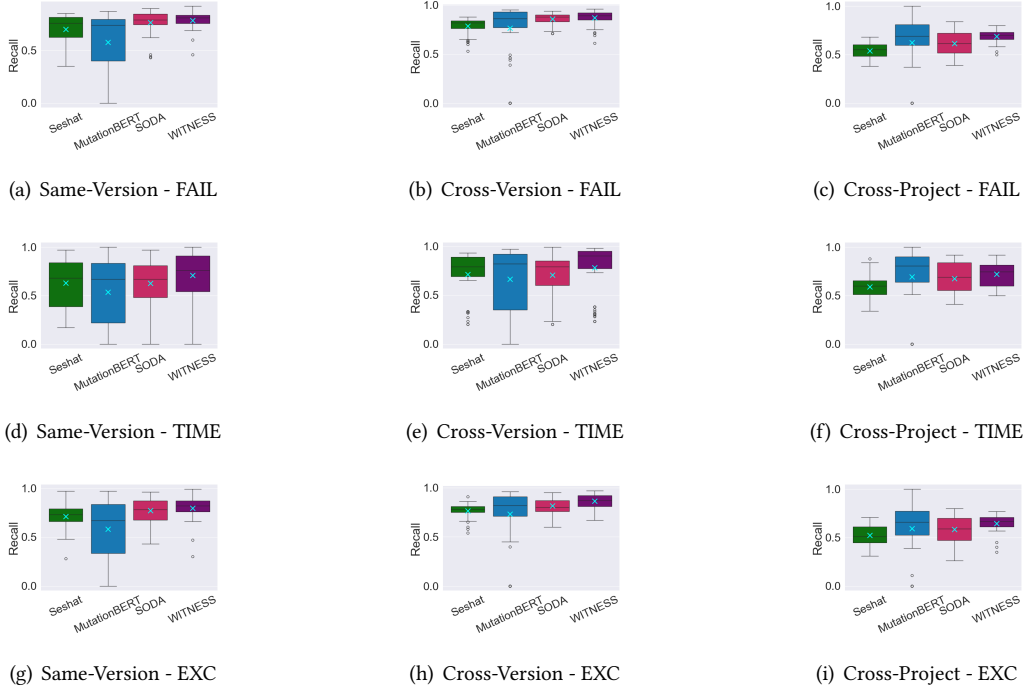 Recall
0.5
0.0
Seshat
MutationBERT
SODA
WITNESS
(a) Same-Version - FAIL
Recall
1.0
0.5
0.0
Seshat
MutationBERT
SODA
WITNESS
(b) Cross-Version - FAIL
Recall
1.0
0.5
0.0
Seshat
MutationBERT
SODA
WITNESS
(c) Cross-Project - FAIL
Recall
1.0
0.5
0.0
Seshat
MutationBERT
SODA
WITNESS
(d) Same-Version - TIME
Recall
1.0
0.5
0.0
Seshat
MutationBERT
SODA
WITNESS
(e) Cross-Version - TIME
Recall
1.0
0.5
0.0
Seshat
MutationBERT
SODA
WITNESS
(f) Cross-Project - TIME
Recall
1.0
0.5
0.0
Seshat
MutationBERT
SODA
WITNESS
(g) Same-Version - EXC
Recall
1.0
0.5
0.0
Seshat
MutationBERT
SODA
WITNESS
(h) Cross-Version - EXC
Recall
1.0
0.5
0.0
Seshat
MutationBERT
SODA
WITNESS
(i) Cross-Project - EXC